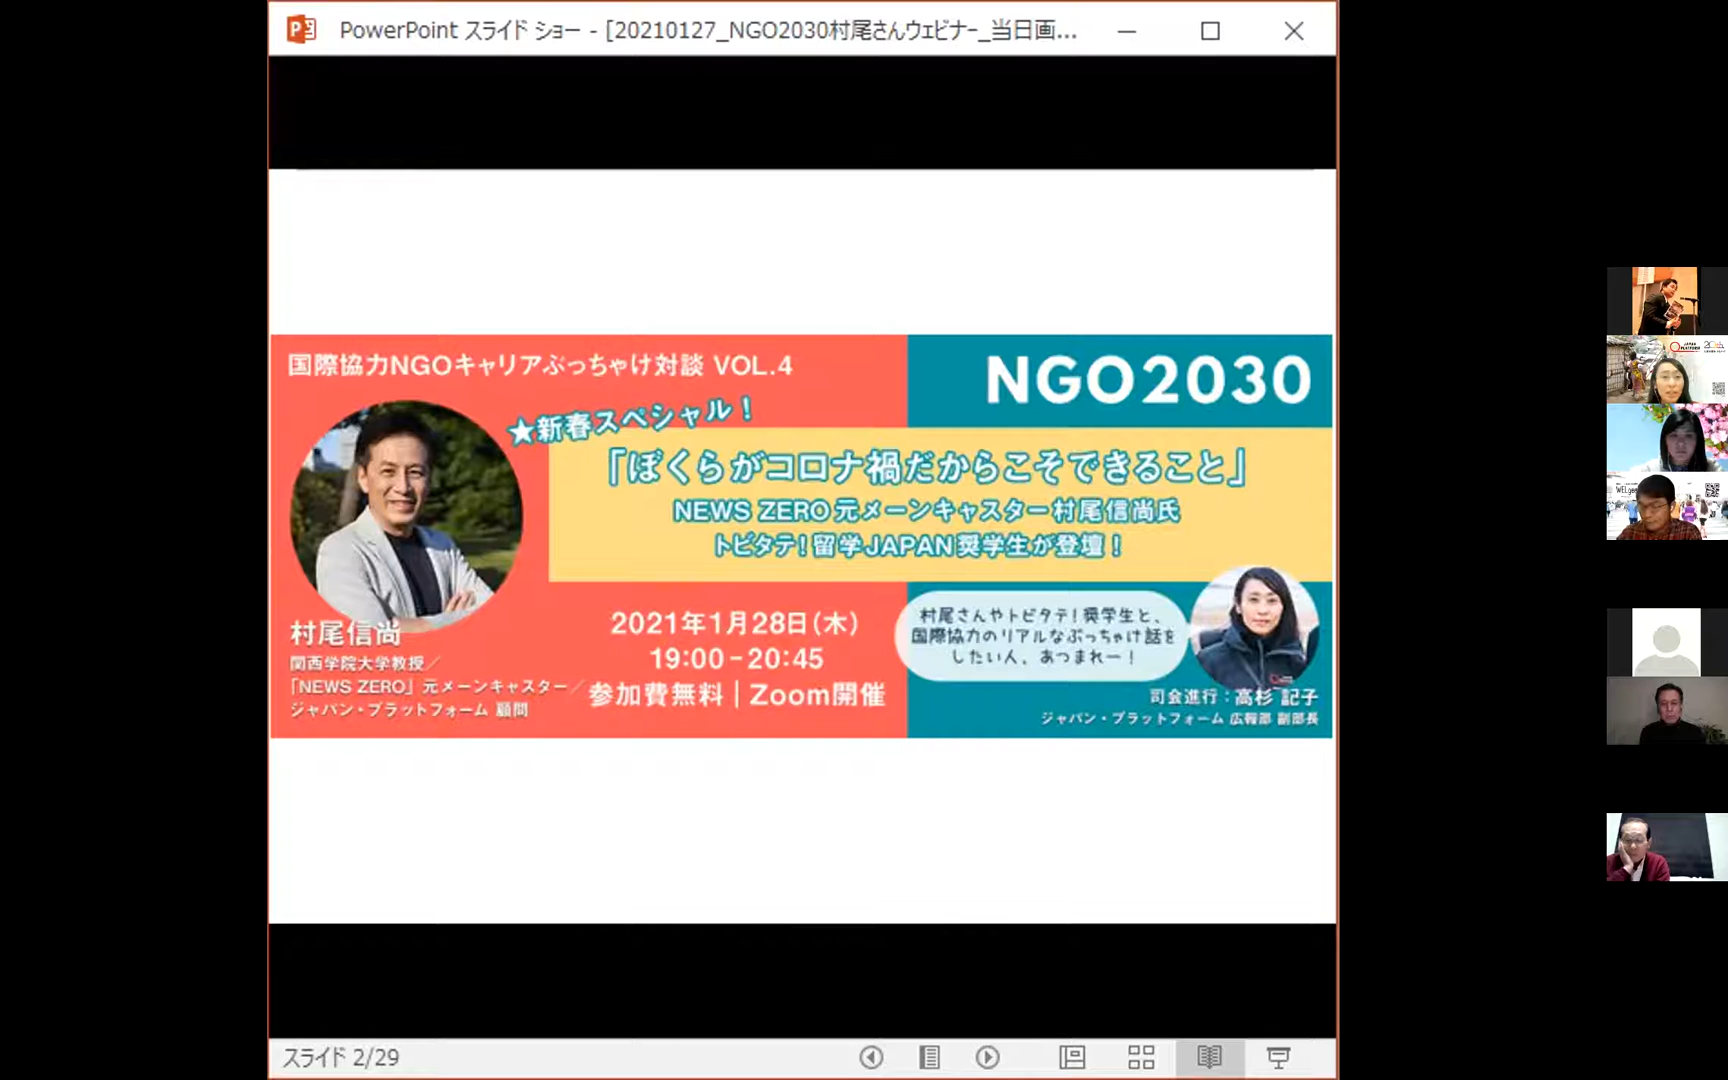 PowerPoint スライド ショー - [20210127_NGO2030村尾さんウェビナー_当日画...
国際協力NGOキャリアぶっちゃけ対談 VOL.4
NGO2030
★新春スペシャル！
「ぼくらがコロナ禍だからこそできること」
NEWS ZERO元メーンキャスター村尾信尚氏
トビタテ！留学JAPAN奨学生が登壇！
村尾信尚
関西学院大学教授／
「NEWS ZERO」元メーンキャスター／
ジャパン・プラットフォーム 顧問
2021年1月28日（木）
19:00-20:45
参加費無料｜Zoom開催
村尾さんやトビタテ！奨学生と、
国際協力のリアルなぶっちゃけ話を
したい人、あつまれー！
司会進行：高杉 記子
ジャパン・プラットフォーム 広報部 副部長
スライド 2/29
JAPAN
PLATFORM